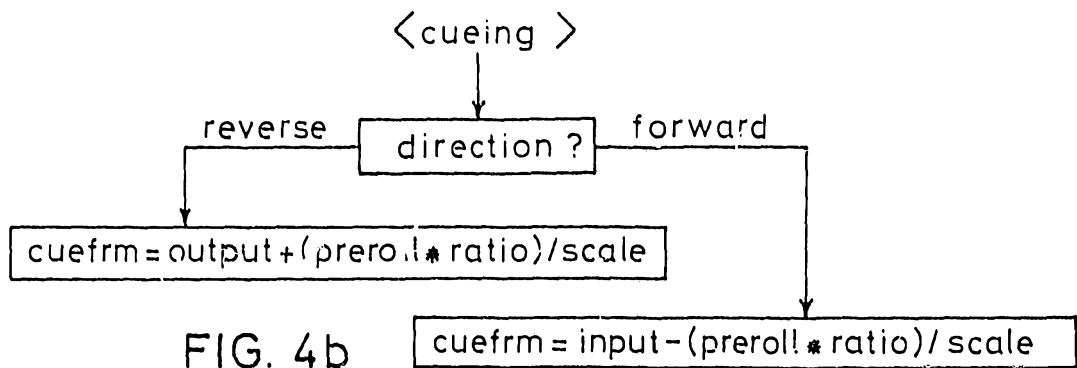 <cueing >
reverse
direction ?
forward
cuefrm = output + (preroll * ratio) / scale
cuefrm = input - (preroll * ratio) / scale
FIG. 4b